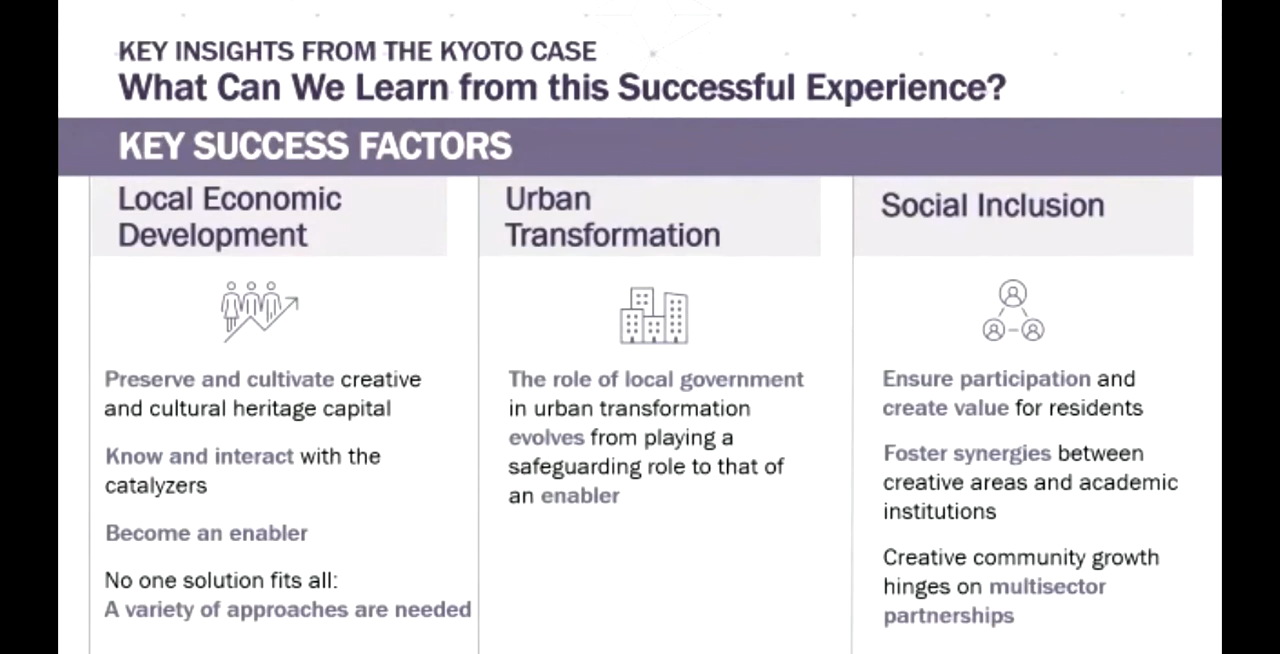 KEY INSIGHTS FROM THE KYOTO CASE
What Can We Learn from this Successful Experience?
KEY SUCCESS FACTORS
Local Economic
Development
Preserve and cultivate creative
and cultural heritage capital
Know and interact with the
catalyzers
Become an enabler
No one solution fits all:
A variety of approaches are needed
Urban
Transformation
The role of local government
in urban transformation
evolves from playing a
safeguarding role to that of
an enabler
Social Inclusion
Ensure participation and
create value for residents
Foster synergies between
creative areas and academic
institutions
Creative community growth
hinges on multisector
partnerships